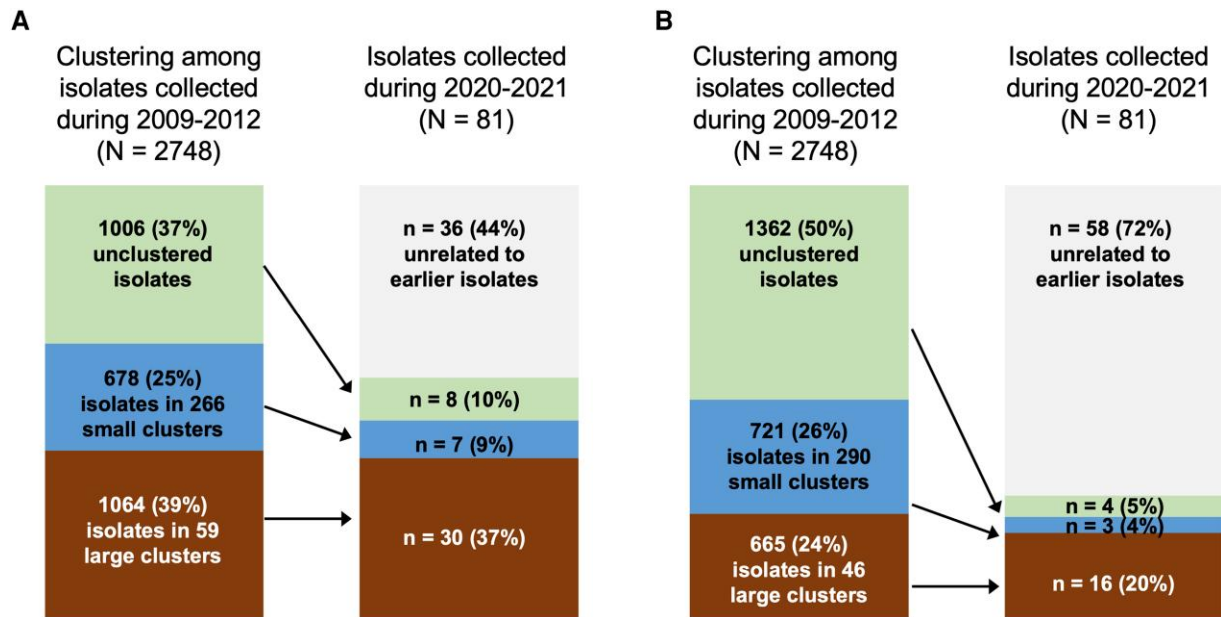 A
Clustering among
isolates collected
during 2009-2012
(N = 2748)
Isolates collected
during 2020-2021
(N = 81)
1006 (37%)
unclustered
isolates
678 (25%)
isolates in 266
small clusters
1064 (39%)
isolates in 59
large clusters
n = 36 (44%)
unrelated to
earlier isolates
n = 8 (10%)
n = 7 (9%)
n = 30 (37%)
B
Clustering among
isolates collected
during 2009-2012
(N = 2748)
Isolates collected
during 2020-2021
(N = 81)
1362 (50%)
unclustered
isolates
721 (26%)
isolates in 290
small clusters
665 (24%)
isolates in 46
large clusters
n = 58 (72%)
unrelated to
earlier isolates
n = 4 (5%)
n = 3 (4%)
n = 16 (20%)